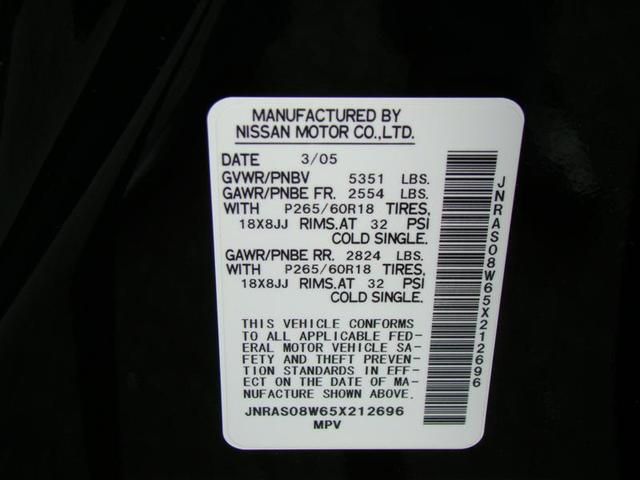 MANUFACTURED BY
NISSAN MOTOR CO.,LTD.
DATE 3/05
GVWR/PNBV 5351 LBS.
GAWR/PNBE FR. 2554 LBS.
WITH P265/60R18 TIRES,
18X8JJ RIMS.AT 32 PSI
COLD SINGLE.
GAWR/PNBE RR. 2824 LBS.
WITH P265/60R18 TIRES,
18X8JJ RIMS.AT 32 PSI
COLD SINGLE.
THIS VEHICLE CONFORMS
TO ALL APPLICABLE FED-
ERAL MOTOR VEHICLE SA-
FETY AND THEFT PREVEN-
TION STANDARDS IN EFF-
ECT ON THE DATE OF MA-
NUFACTURE SHOWN ABOVE.
JNRAS08W65X212696
MPV
JNRAS08W65X212696